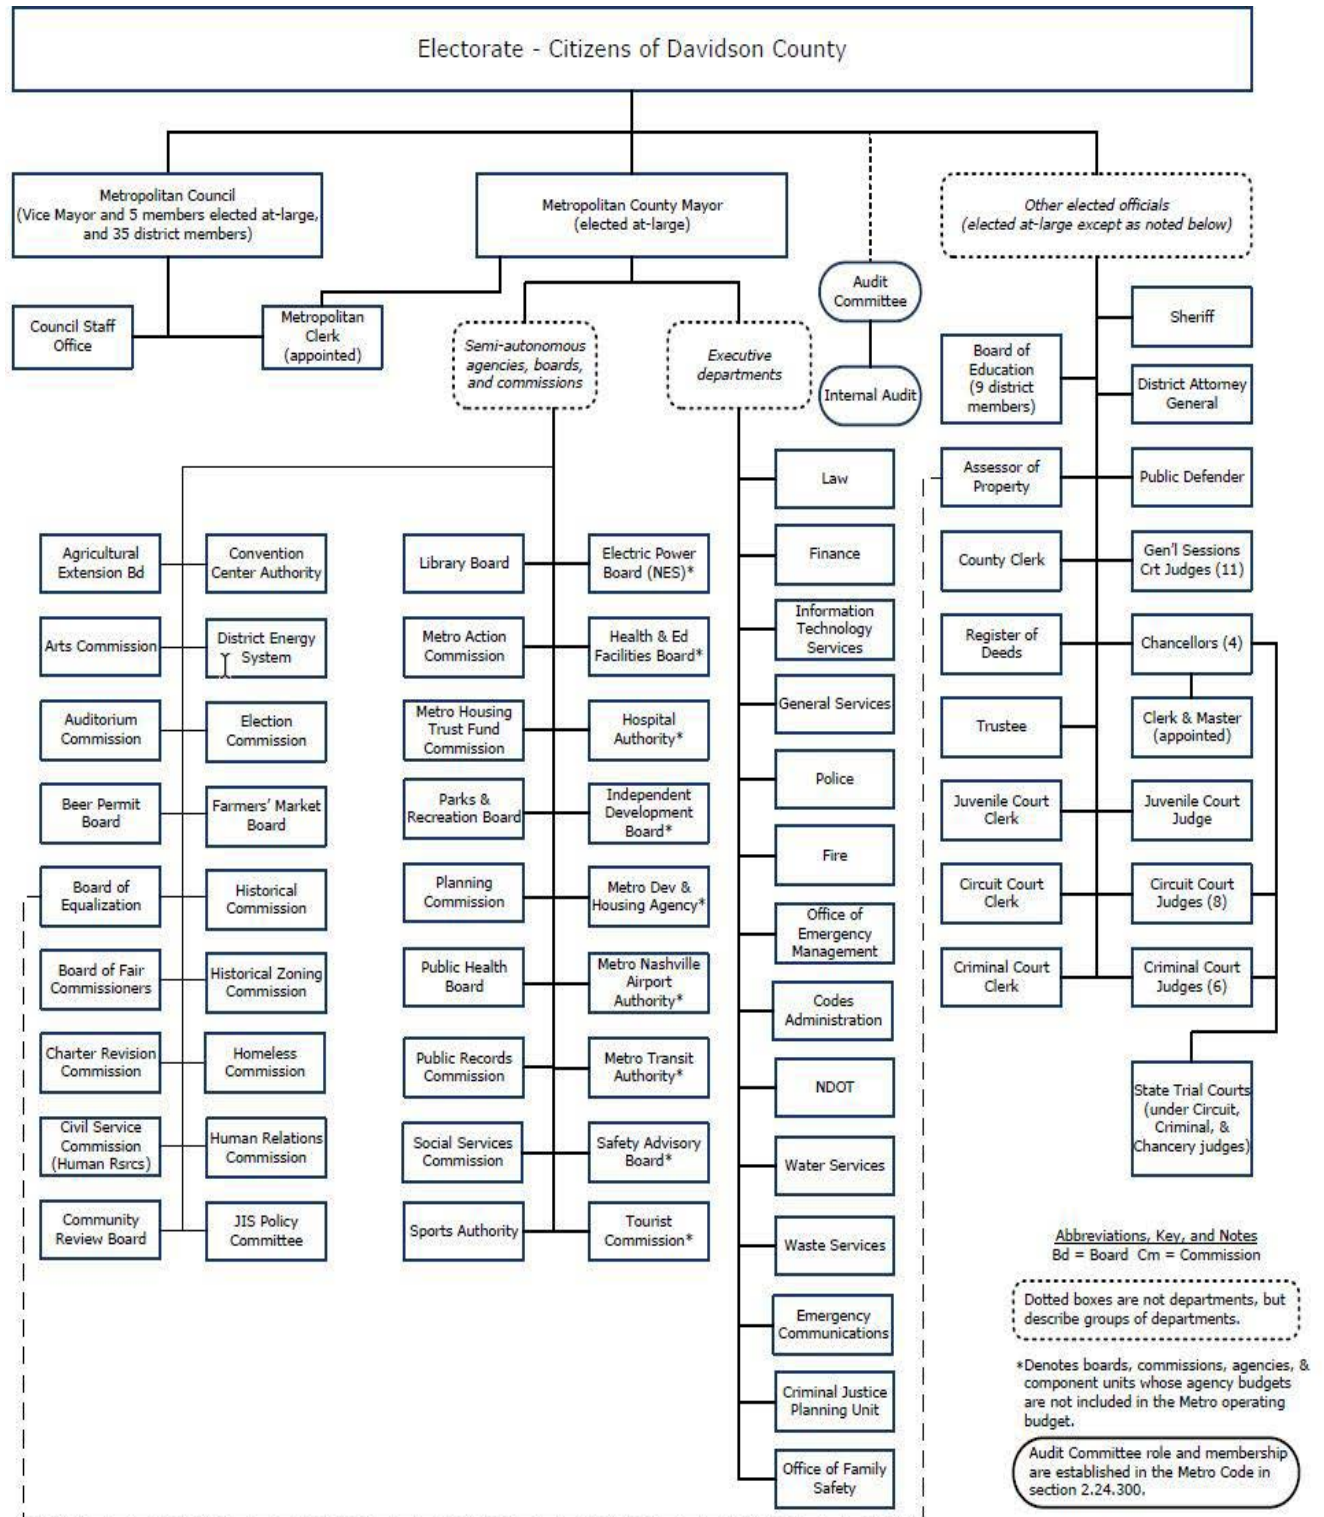 Electorate - Citizens of Davidson County
Metropolitan Council
(Vice Mayor and 5 members elected at-large,
and 35 district members)
Metropolitan County Mayor
(elected at-large)
Other elected officials
(elected at-large except as noted below)
Council Staff
Office
Metropolitan
Clerk
(appointed)
Semi-autonomous
agencies, boards,
and commissions
Executive
departments
Audit
Committee
Internal Audit
Agricultural
Extension Bd
Convention
Center Authority
Arts Commission
District Energy
System
Auditorium
Commission
Election
Commission
Beer Permit
Board
Farmers' Market
Board
Board of
Equalization
Historical
Commission
Board of Fair
Commissioners
Historical Zoning
Commission
Charter Revision
Commission
Homeless
Commission
Civil Service
Commission
(Human Rsrcs)
Human Relations
Commission
Community
Review Board
JIS Policy
Committee
Library Board
Electric Power
Board (NES)*
Metro Action
Commission
Health & Ed
Facilities Board*
Metro Housing
Trust Fund
Commission
Hospital
Authority*
Parks &
Recreation Board
Independent
Development
Board*
Planning
Commission
Metro Dev &
Housing Agency*
Public Health
Board
Metro Nashville
Airport
Authority*
Public Records
Commission
Metro Transit
Authority*
Social Services
Commission
Safety Advisory
Board*
Sports Authority
Tourist
Commission*
Law
Finance
Information
Technology
Services
General Services
Police
Fire
Office of
Emergency
Management
Codes
Administration
NDOT
Water Services
Waste Services
Emergency
Communications
Criminal Justice
Planning Unit
Office of Family
Safety
Sheriff
Board of
Education
(9 district
members)
District Attorney
General
Assessor of
Property
Public Defender
County Clerk
Gen'l Sessions
Crt Judges (11)
Register of
Deeds
Chancellors (4)
Trustee
Clerk & Master
(appointed)
Juvenile Court
Clerk
Juvenile Court
Judge
Circuit Court
Clerk
Circuit Court
Judges (8)
Criminal Court
Clerk
Criminal Court
Judges (6)
State Trial Courts
(under Circuit,
Criminal, &
Chancery judges)
Abbreviations, Key, and Notes
Bd = Board Cm = Commission
Dotted boxes are not departments, but
describe groups of departments.
*Denotes boards, commissions, agencies, &
component units whose agency budgets
are not included in the Metro operating
budget.
Audit Committee role and membership
are established in the Metro Code in
section 2.24.300.